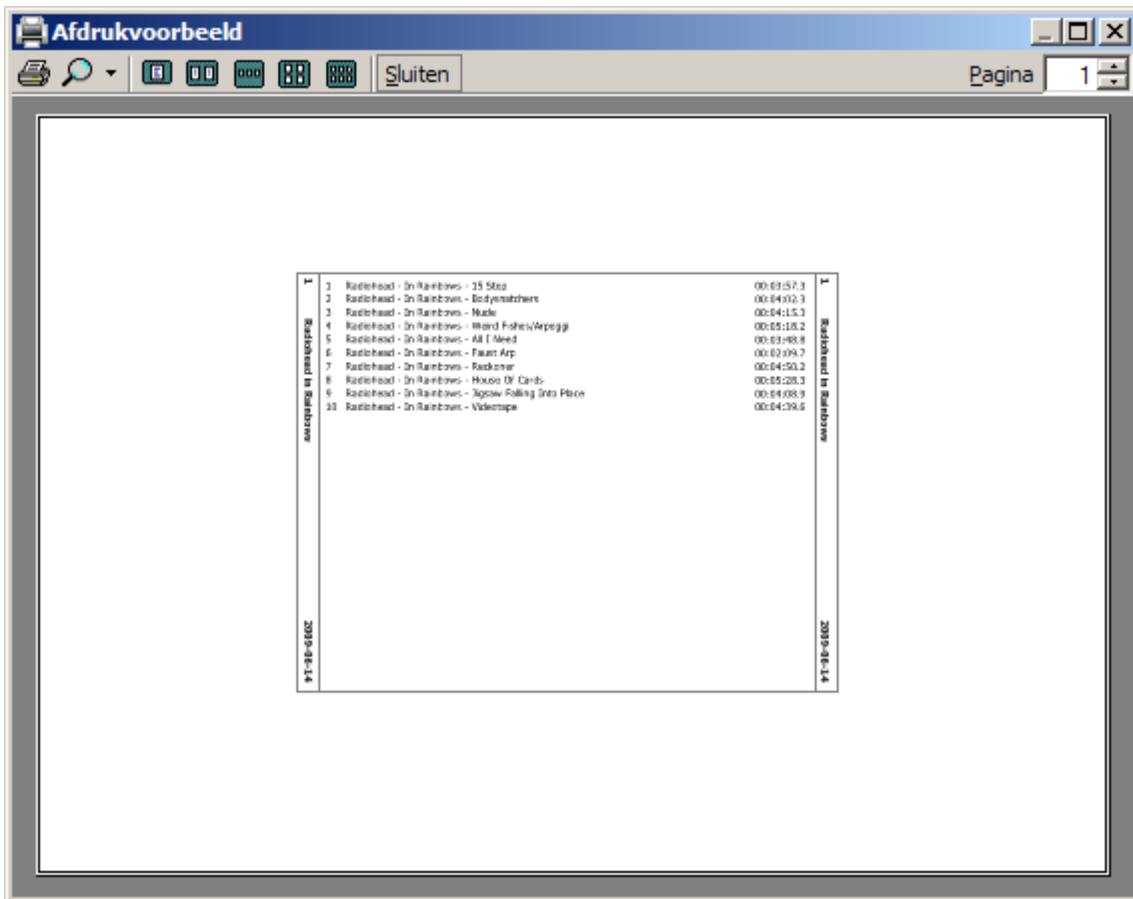 Afdrukvoorbeeld
Sluiten
Pagina 1
1 Radiohead in Rainbows 2009-06-14
1 Radiohead - In Rainbows - 15 Step 00:03:57.3
2 Radiohead - In Rainbows - Bodysnatchers 00:04:02.3
3 Radiohead - In Rainbows - Nude 00:04:15.3
4 Radiohead - In Rainbows - Weird Fishes/Arpeggi 00:05:18.2
5 Radiohead - In Rainbows - All I Need 00:03:48.8
6 Radiohead - In Rainbows - Faust Arp 00:02:09.7
7 Radiohead - In Rainbows - Reckoner 00:04:50.2
8 Radiohead - In Rainbows - House Of Cards 00:05:28.3
9 Radiohead - In Rainbows - Jigsaw Falling Into Place 00:04:08.9
10 Radiohead - In Rainbows - Videotape 00:04:39.6
1 Radiohead in Rainbows 2009-06-14